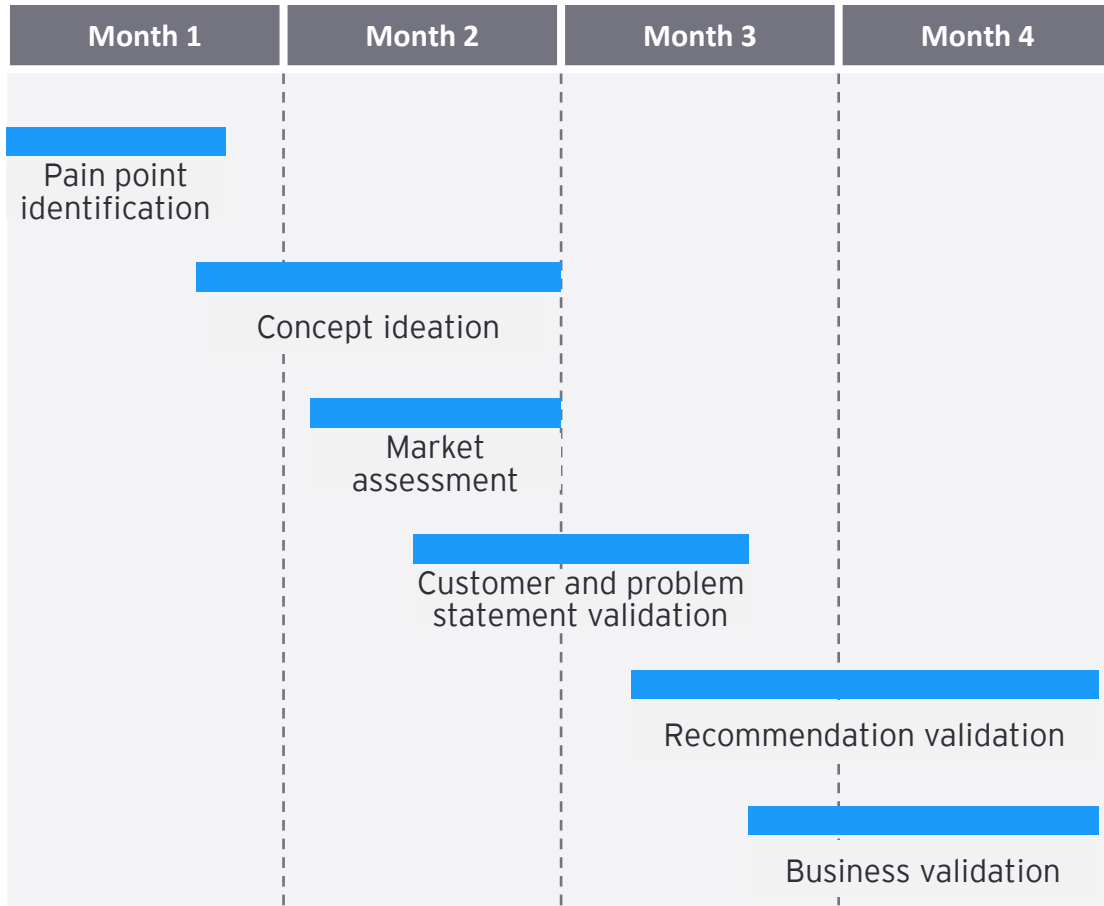 Month 1
Month 2
Month 3
Month 4
Pain point
identification
Concept ideation
Market
assessment
Customer and problem
statement validation
Recommendation validation
Business validation